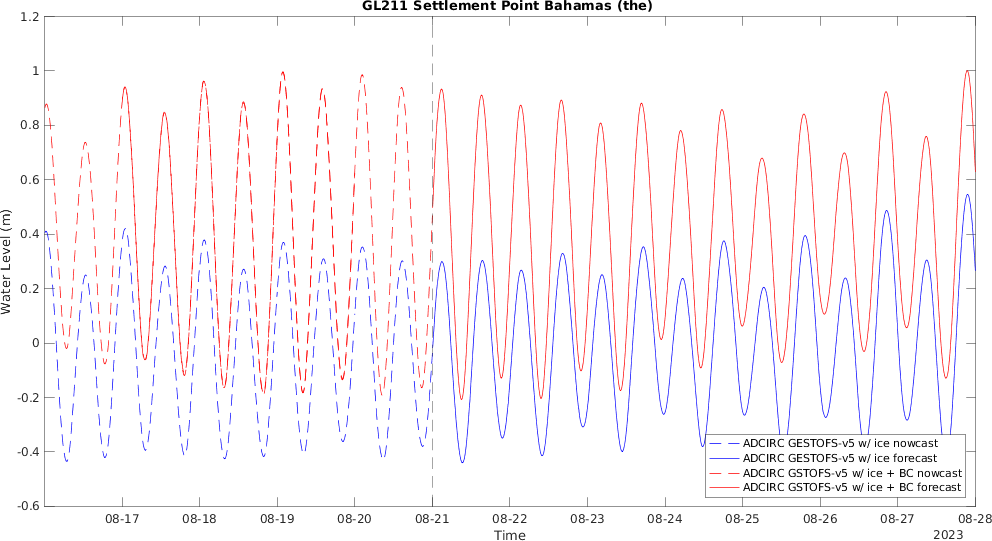 GL211 Settlement Point Bahamas (the)
1.2
1
0.8
0.6
0.4
0.2
0
-0.2
-0.4
-0.6
Water Level (m)
ADCIRC GESTOFS-v5 w/ ice nowcast
ADCIRC GESTOFS-v5 w/ ice forecast
ADCIRC GSTOFS-v5 w/ ice + BC nowcast
ADCIRC GSTOFS-v5 w/ ice + BC forecast
08-17 08-18 08-19 08-20 08-21 08-22 08-23 08-24 08-25 08-26 08-27 08-28
Time
2023